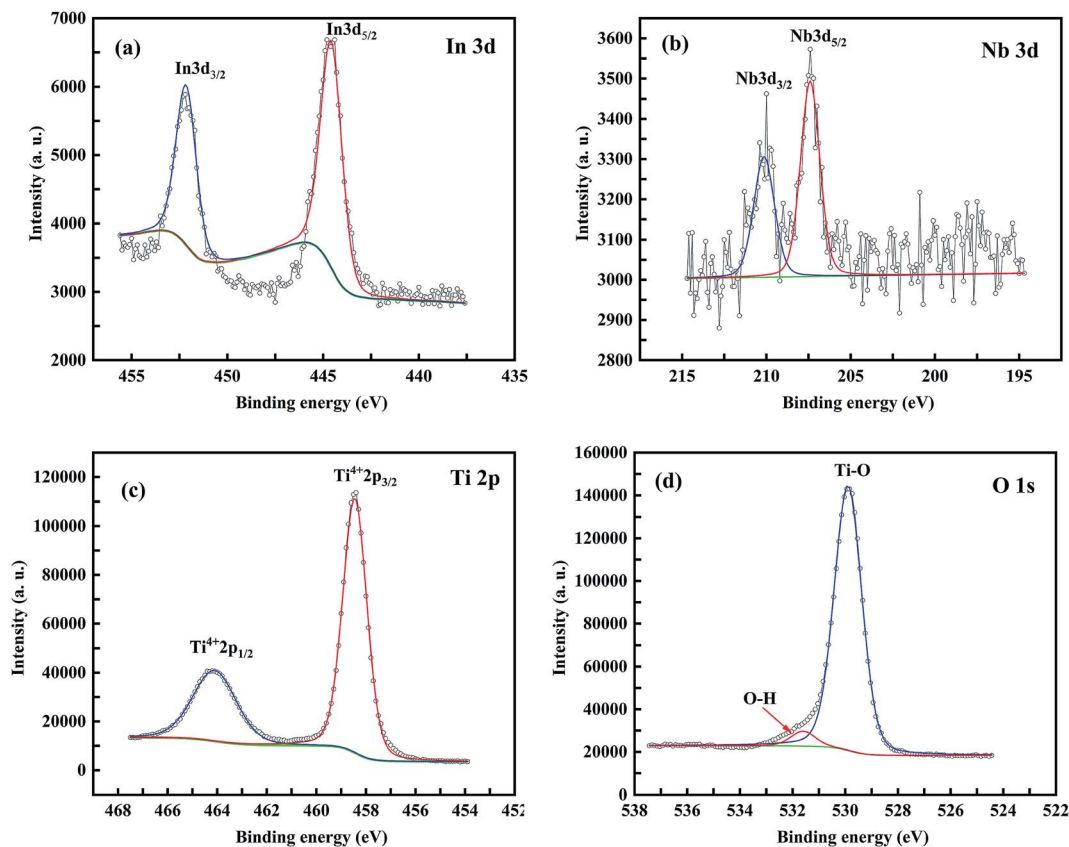 (a)
In 3d
In3d3/2
In3d5/2
7000
6000
5000
4000
3000
2000
Intensity (a. u.)
455
450
445
440
435
Binding energy (eV)
(b)
Nb 3d
Nb3d3/2
Nb3d5/2
3600
3500
3400
3300
3200
3100
3000
2900
2800
Intensity (a. u.)
215
210
205
200
195
Binding energy (eV)
(c)
Ti 2p
Ti⁴⁺2p3/2
Ti⁴⁺2p1/2
120000
100000
80000
60000
40000
20000
0
Intensity (a. u.)
468
466
464
462
460
458
456
454
452
Binding energy (eV)
(d)
O 1s
Ti-O
O-H
160000
140000
120000
100000
80000
60000
40000
20000
0
Intensity (a. u.)
538
536
534
532
530
528
526
524
522
Binding energy (eV)